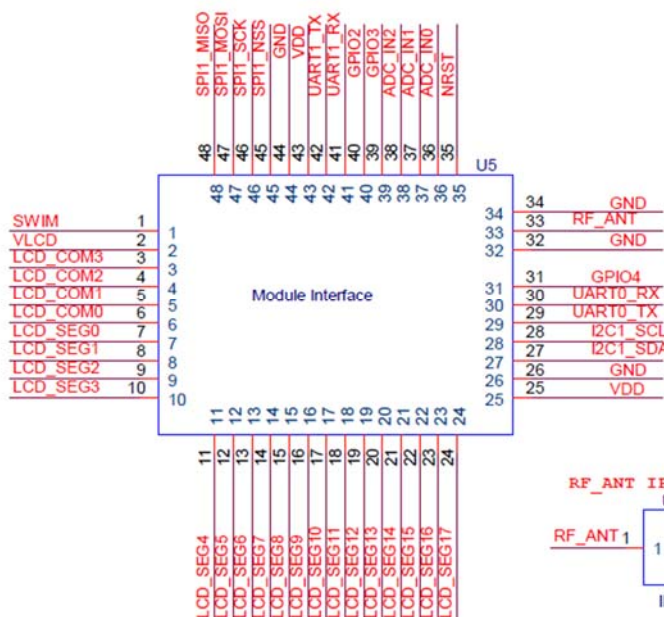 SPI1_MISO 48
SPI1_MOSI 47
SPI1_SCK 46
SPI1_NSS 45
GND 44
VDD 43
UART1_TX 42
UART1_RX 41
GPIO2 40
GPIO3 39
ADC_IN2 38
ADC_IN1 37
ADC_IN0 36
NRST 35
U5
48 47 46 45 44 43 42 41 40 39 38 37 36 35
SWIM 1 1
VLCD 2 2
LCD_COM3 3 3
LCD_COM2 4 4
LCD_COM1 5 5
LCD_COM0 6 6
LCD_SEG0 7 7
LCD_SEG1 8 8
LCD_SEG2 9 9
LCD_SEG3 10 10
Module Interface
34 34 GND
33 33 RF_ANT
32 32 GND
31 31 GPIO4
30 30 UART0_RX
29 29 UART0_TX
28 28 I2C1_SCL
27 27 I2C1_SDA
26 26 GND
25 25 VDD
11 12 13 14 15 16 17 18 19 20 21 22 23 24
11 LCD_SEG4
12 LCD_SEG5
13 LCD_SEG6
14 LCD_SEG7
15 LCD_SEG8
16 LCD_SEG9
17 LCD_SEG10
18 LCD_SEG11
19 LCD_SEG12
20 LCD_SEG13
21 LCD_SEG14
22 LCD_SEG15
23 LCD_SEG16
24 LCD_SEG17
RF_ANT
RF_ANT 1 1